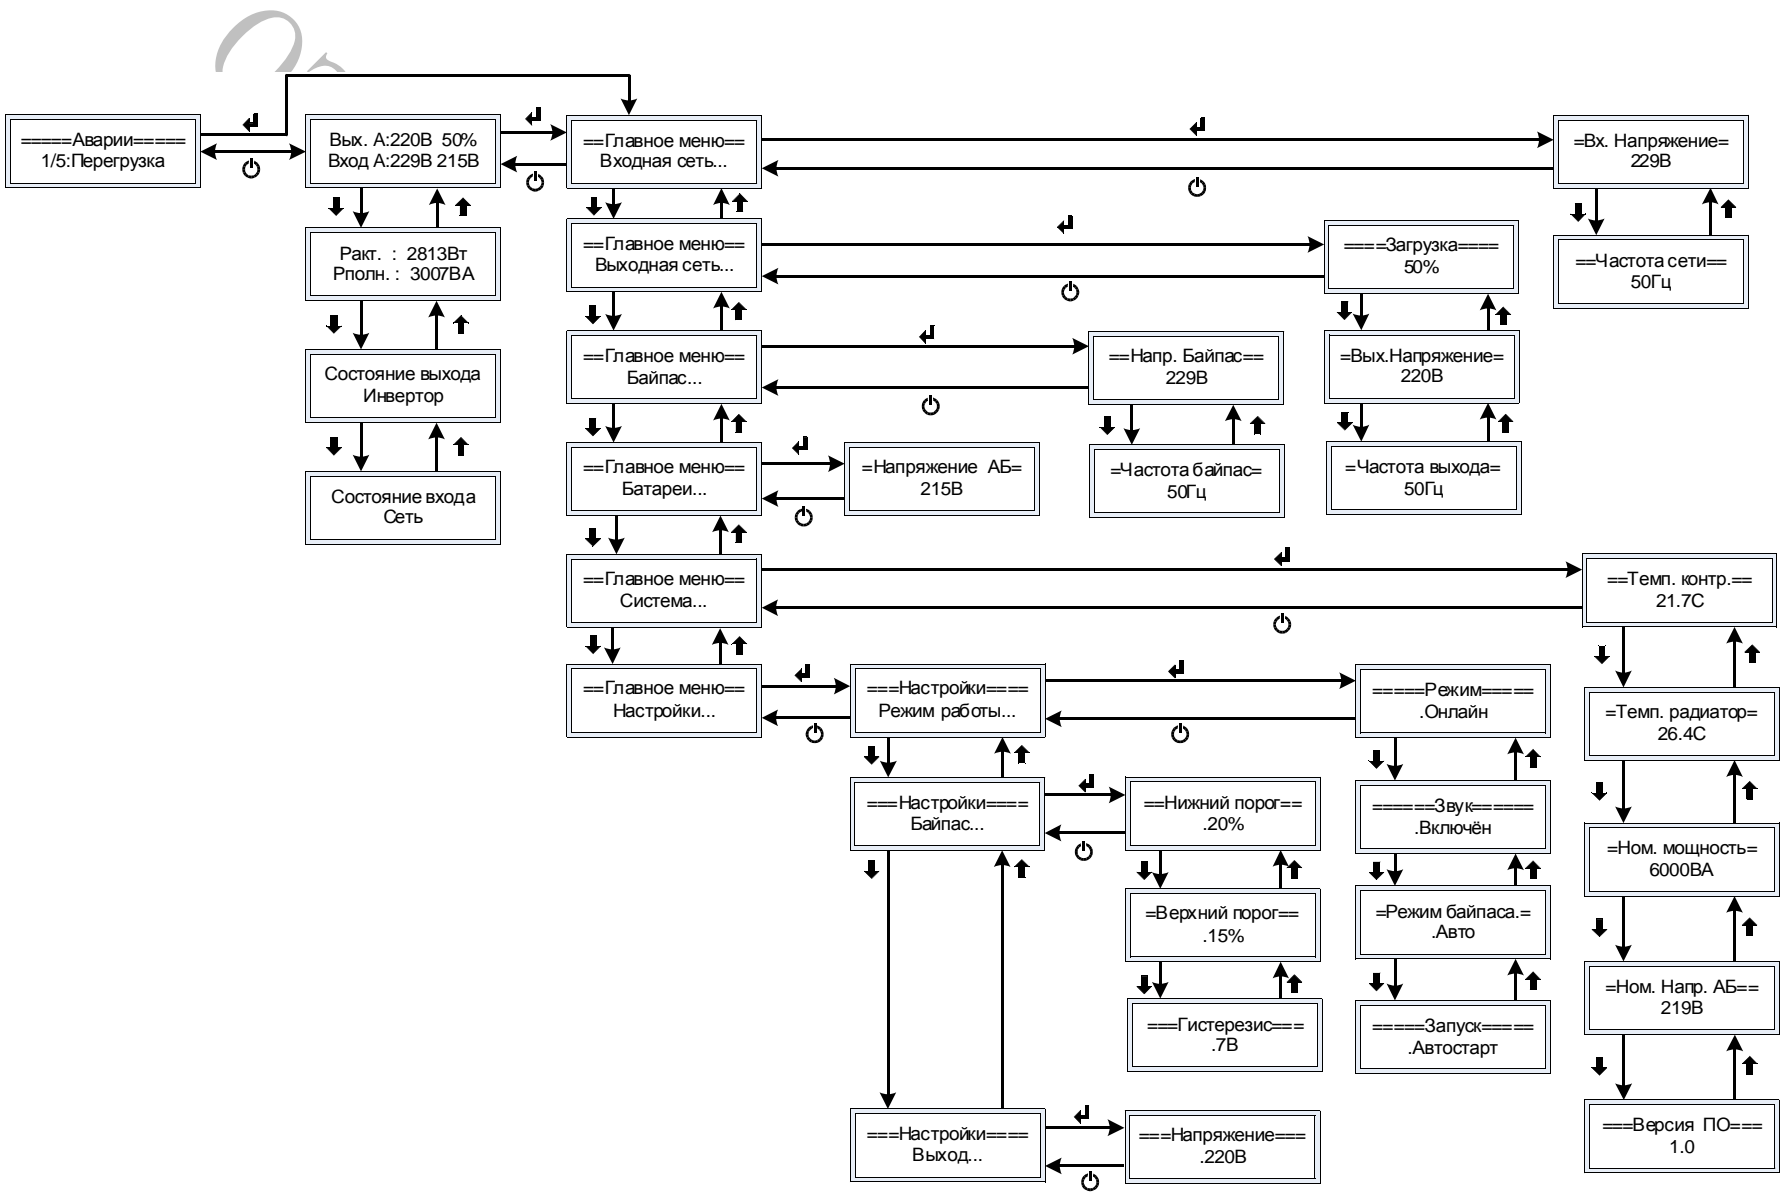 =====Аварии=====
1/5:Перегрузка
Вых. А:220В 50%
Вход А:229В 215В
Ракт. : 2813Вт
Рполн. : 3007ВА
Состояние выхода
Инвертор
Состояние входа
Сеть
==Главное меню==
Входная сеть...
=Вх. Напряжение=
229В
==Частота сети==
50Гц
==Главное меню==
Выходная сеть...
====Загрузка====
50%
=Вых.Напряжение=
220В
=Частота выхода=
50Гц
==Главное меню==
Байпас...
==Напр. Байпас==
229В
=Частота байпас=
50Гц
==Главное меню==
Батареи...
=Напряжение АБ=
215В
==Главное меню==
Система...
==Темп. контр.==
21.7С
=Темп. радиатор=
26.4С
=Ном. мощность=
6000ВА
=Ном. Напр. АБ==
219В
===Версия ПО===
1.0
==Главное меню==
Настройки...
===Настройки====
Режим работы...
=====Режим=====
.Онлайн
======Звук======
.Включён
=Режим байпаса.=
.Авто
=====Запуск=====
.Автостарт
===Настройки====
Байпас...
==Нижний порог==
.20%
=Верхний порог==
.15%
===Гистерезис===
.7В
===Настройки====
Выход...
===Напряжение===
.220В